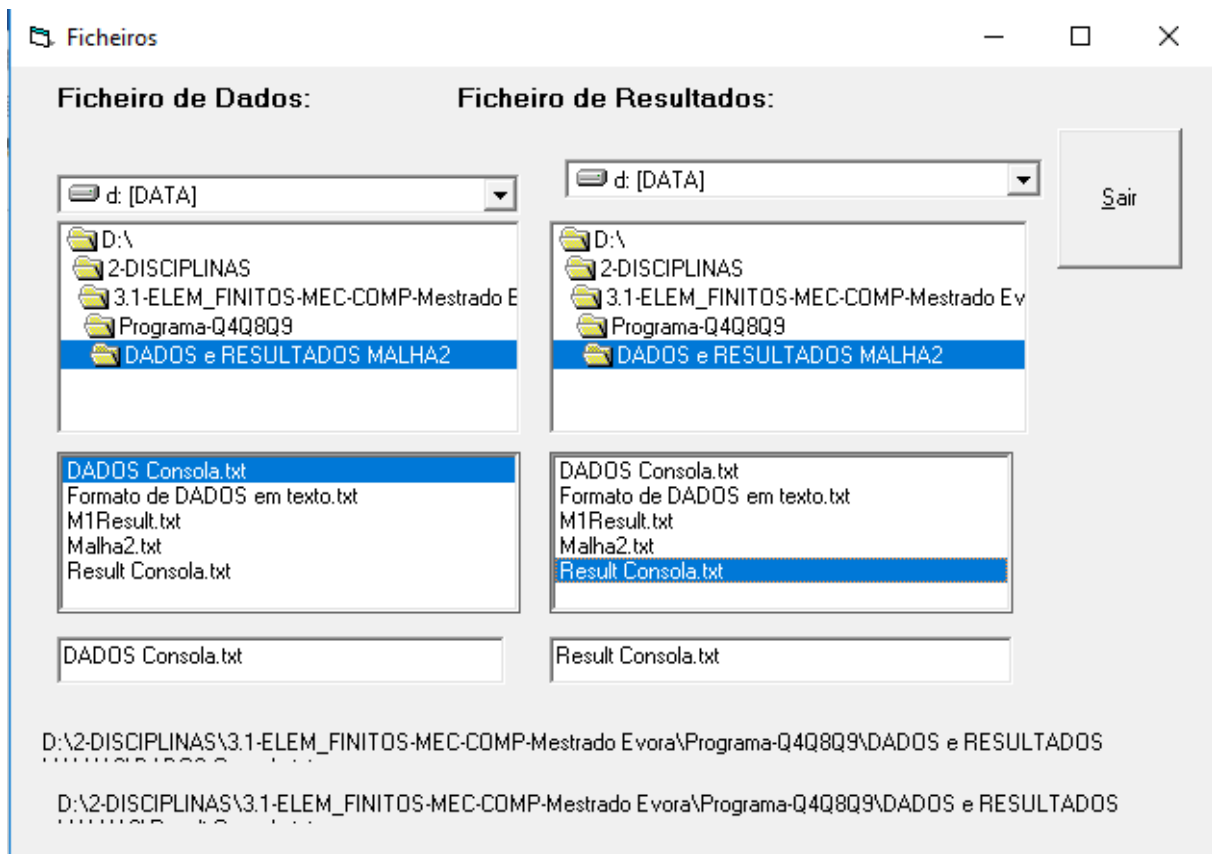 Ficheiros
Ficheiro de Dados:
Ficheiro de Resultados:
d: [DATA]
d: [DATA]
Sair
D:\
2-DISCIPLINAS
3.1-ELEM_FINITOS-MEC-COMP-Mestrado E
Programa-Q4Q8Q9
DADOS e RESULTADOS MALHA2
D:\
2-DISCIPLINAS
3.1-ELEM_FINITOS-MEC-COMP-Mestrado Ev
Programa-Q4Q8Q9
DADOS e RESULTADOS MALHA2
DADOS Consola.txt
Formato de DADOS em texto.txt
M1Result.txt
Malha2.txt
Result Consola.txt
DADOS Consola.txt
Formato de DADOS em texto.txt
M1Result.txt
Malha2.txt
Result Consola.txt
DADOS Consola.txt
Result Consola.txt
D:\2-DISCIPLINAS\3.1-ELEM_FINITOS-MEC-COMP-Mestrado Evora\Programa-Q4Q8Q9\DADOS e RESULTADOS
D:\2-DISCIPLINAS\3.1-ELEM_FINITOS-MEC-COMP-Mestrado Evora\Programa-Q4Q8Q9\DADOS e RESULTADOS